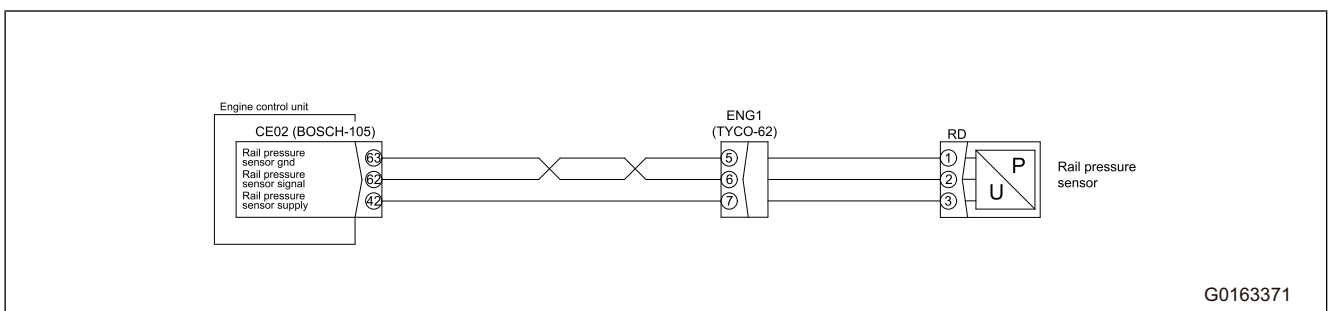 Engine control unit
CE02 (BOSCH-105)
Rail pressure
sensor gnd
Rail pressure
sensor signal
Rail pressure
sensor supply
63
62
42
ENG1
(TYCO-62)
5
6
7
RD
1
2
3
P
U
Rail pressure
sensor
G0163371